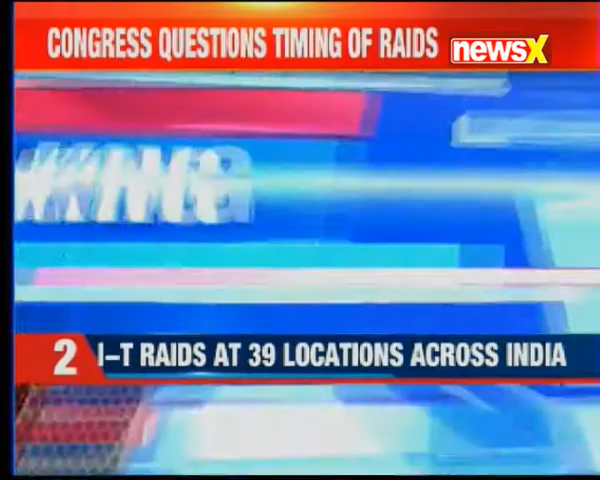 CONGRESS QUESTIONS TIMING OF RAIDS
newsX
2 I-T RAIDS AT 39 LOCATIONS ACROSS INDIA